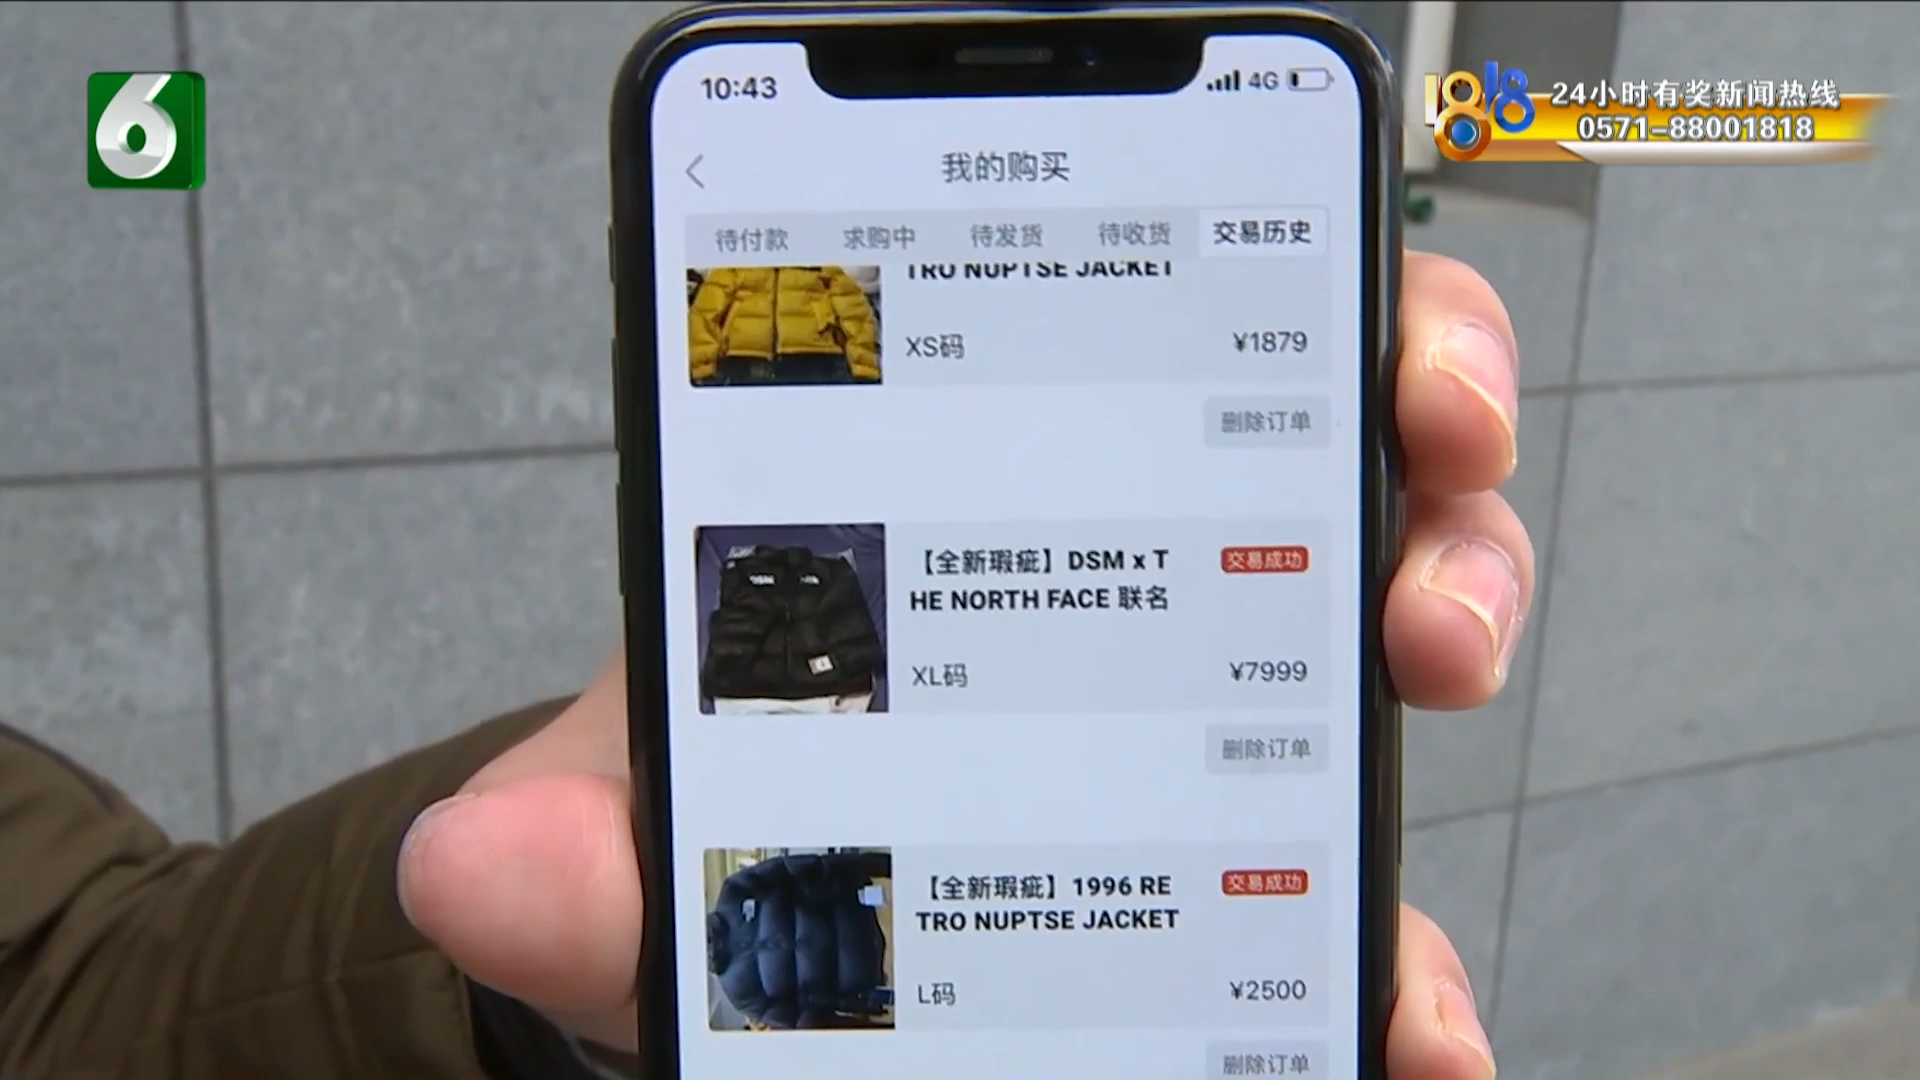 6
1818
24小时有奖新闻热线
0571-88001818
10:43
4G
我的购买
待付款 求购中 待发货 待收货 交易历史
TRO NUPTSE JACKET
XS码 ¥1879
删除订单
【全新瑕疵】DSM x T 交易成功
HE NORTH FACE 联名
XL码 ¥7999
删除订单
【全新瑕疵】1996 RE 交易成功
TRO NUPTSE JACKET
L码 ¥2500
删除订单